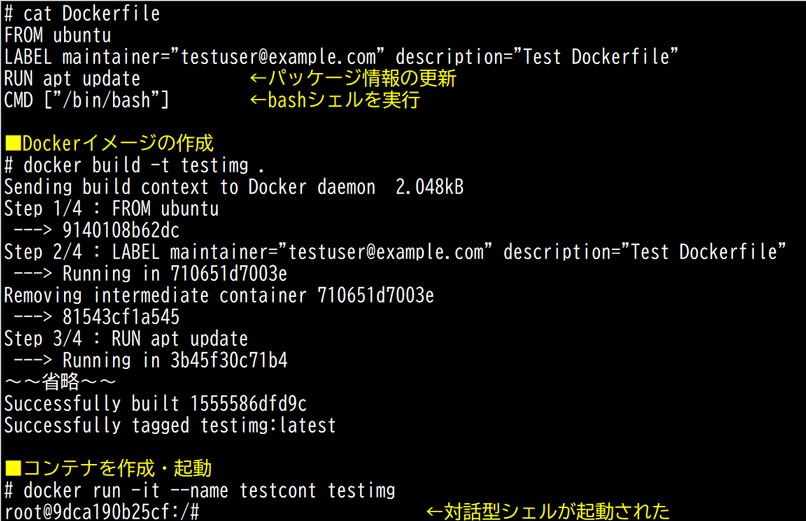 # cat Dockerfile
FROM ubuntu
LABEL maintainer="testuser@example.com" description="Test Dockerfile"
RUN apt update ←パッケージ情報の更新
CMD ["/bin/bash"] ←bashシェルを実行
■Dockerイメージの作成
# docker build -t testimg .
Sending build context to Docker daemon 2.048kB
Step 1/4 : FROM ubuntu
---> 9140108b62dc
Step 2/4 : LABEL maintainer="testuser@example.com" description="Test Dockerfile"
---> Running in 710651d7003e
Removing intermediate container 710651d7003e
---> 81543cf1a545
Step 3/4 : RUN apt update
---> Running in 3b45f30c71b4
～～省略～～
Successfully built 1555586dfd9c
Successfully tagged testimg:latest
■コンテナを作成・起動
# docker run -it --name testcont testimg
root@9dca190b25cf:/# ←対話型シェルが起動された